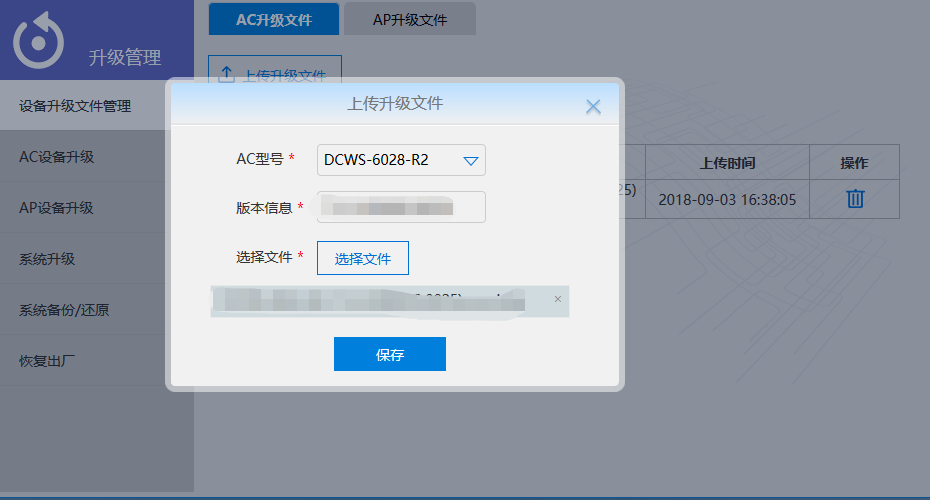 AC升级文件
AP升级文件
升级管理
上传升级文件
设备升级文件管理
AC设备升级
AP设备升级
系统升级
系统备份/还原
恢复出厂
上传升级文件
AC型号 *
DCWS-6028-R2
版本信息 *
选择文件 *
选择文件
保存
上传时间
操作
2018-09-03 16:38:05